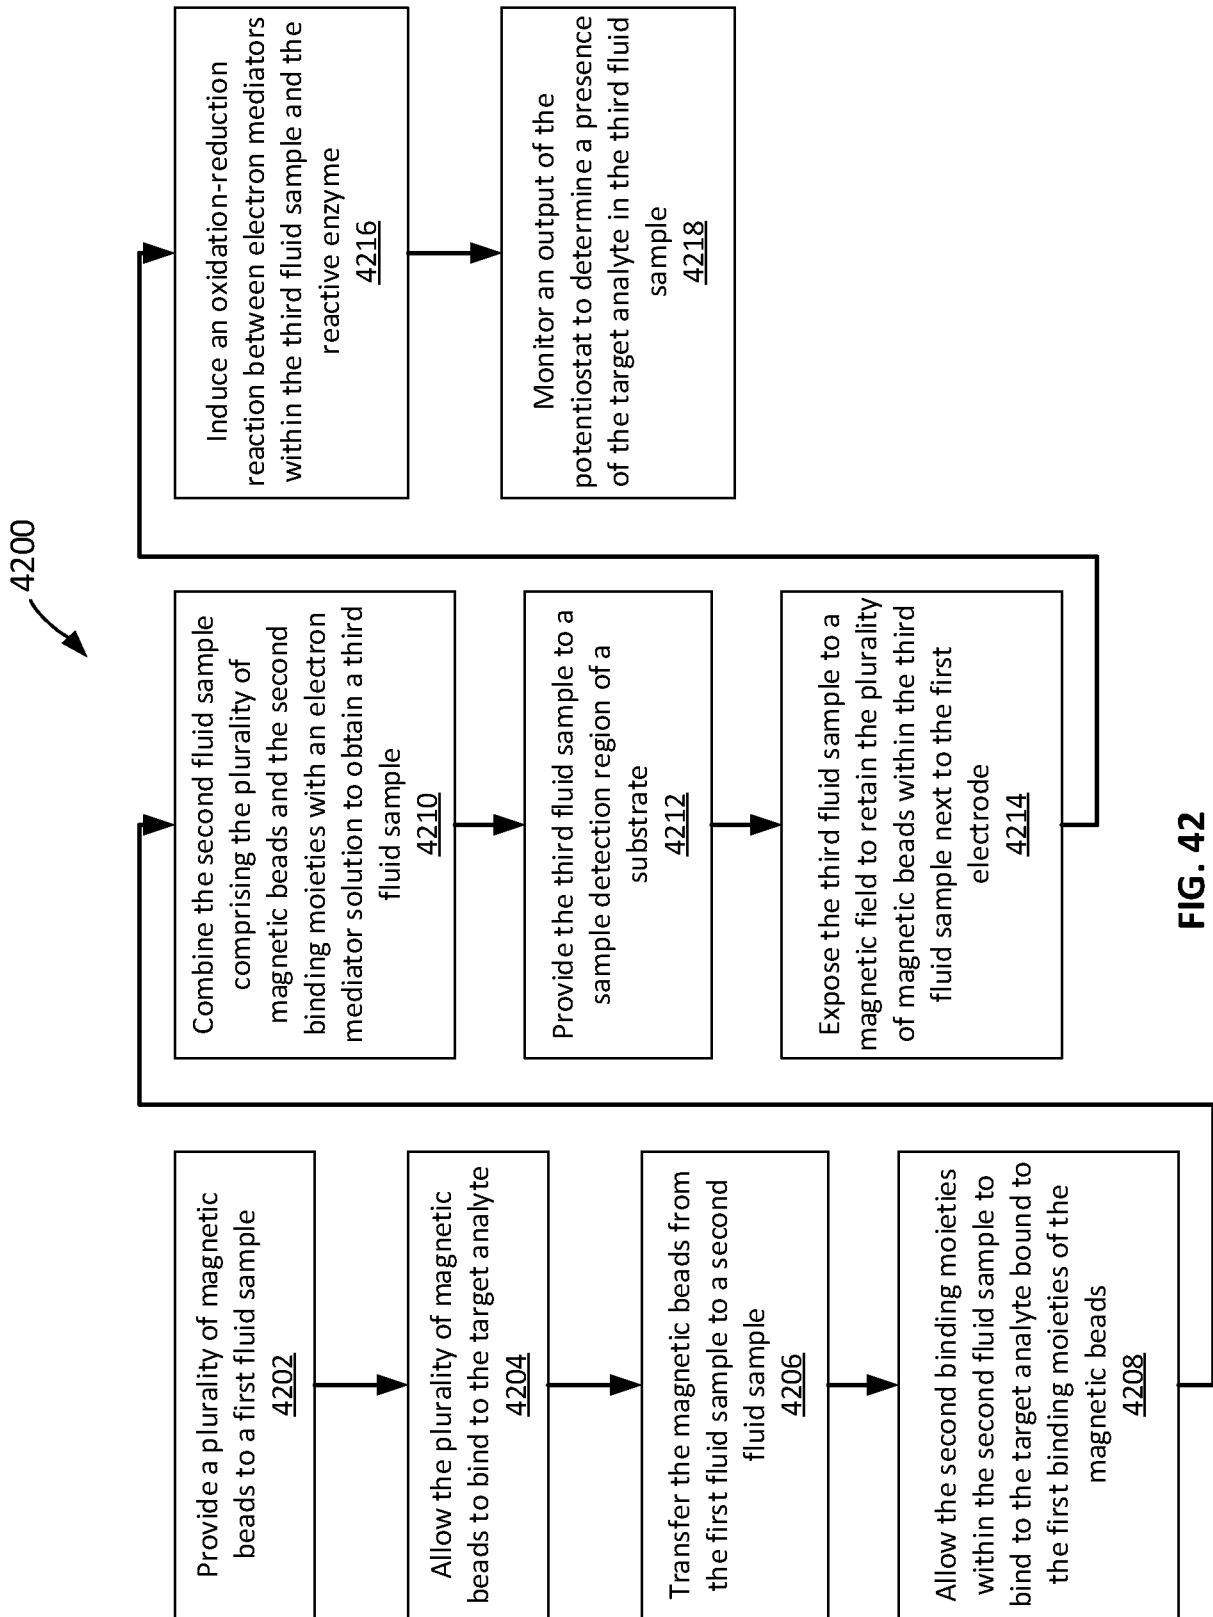 4200
Provide a plurality of magnetic
beads to a first fluid sample
4202
Allow the plurality of magnetic
beads to bind to the target analyte
4204
Transfer the magnetic beads from
the first fluid sample to a second
fluid sample
4206
Allow the second binding moieties
within the second fluid sample to
bind to the target analyte bound to
the first binding moieties of the
magnetic beads
4208
Combine the second fluid sample
comprising the plurality of
magnetic beads and the second
binding moieties with an electron
mediator solution to obtain a third
fluid sample
4210
Provide the third fluid sample to a
sample detection region of a
substrate
4212
Expose the third fluid sample to a
magnetic field to retain the plurality
of magnetic beads within the third
fluid sample next to the first
electrode
4214
Induce an oxidation-reduction
reaction between electron mediators
within the third fluid sample and the
reactive enzyme
4216
Monitor an output of the
potentiostat to determine a presence
of the target analyte in the third fluid
sample
4218
FIG. 42